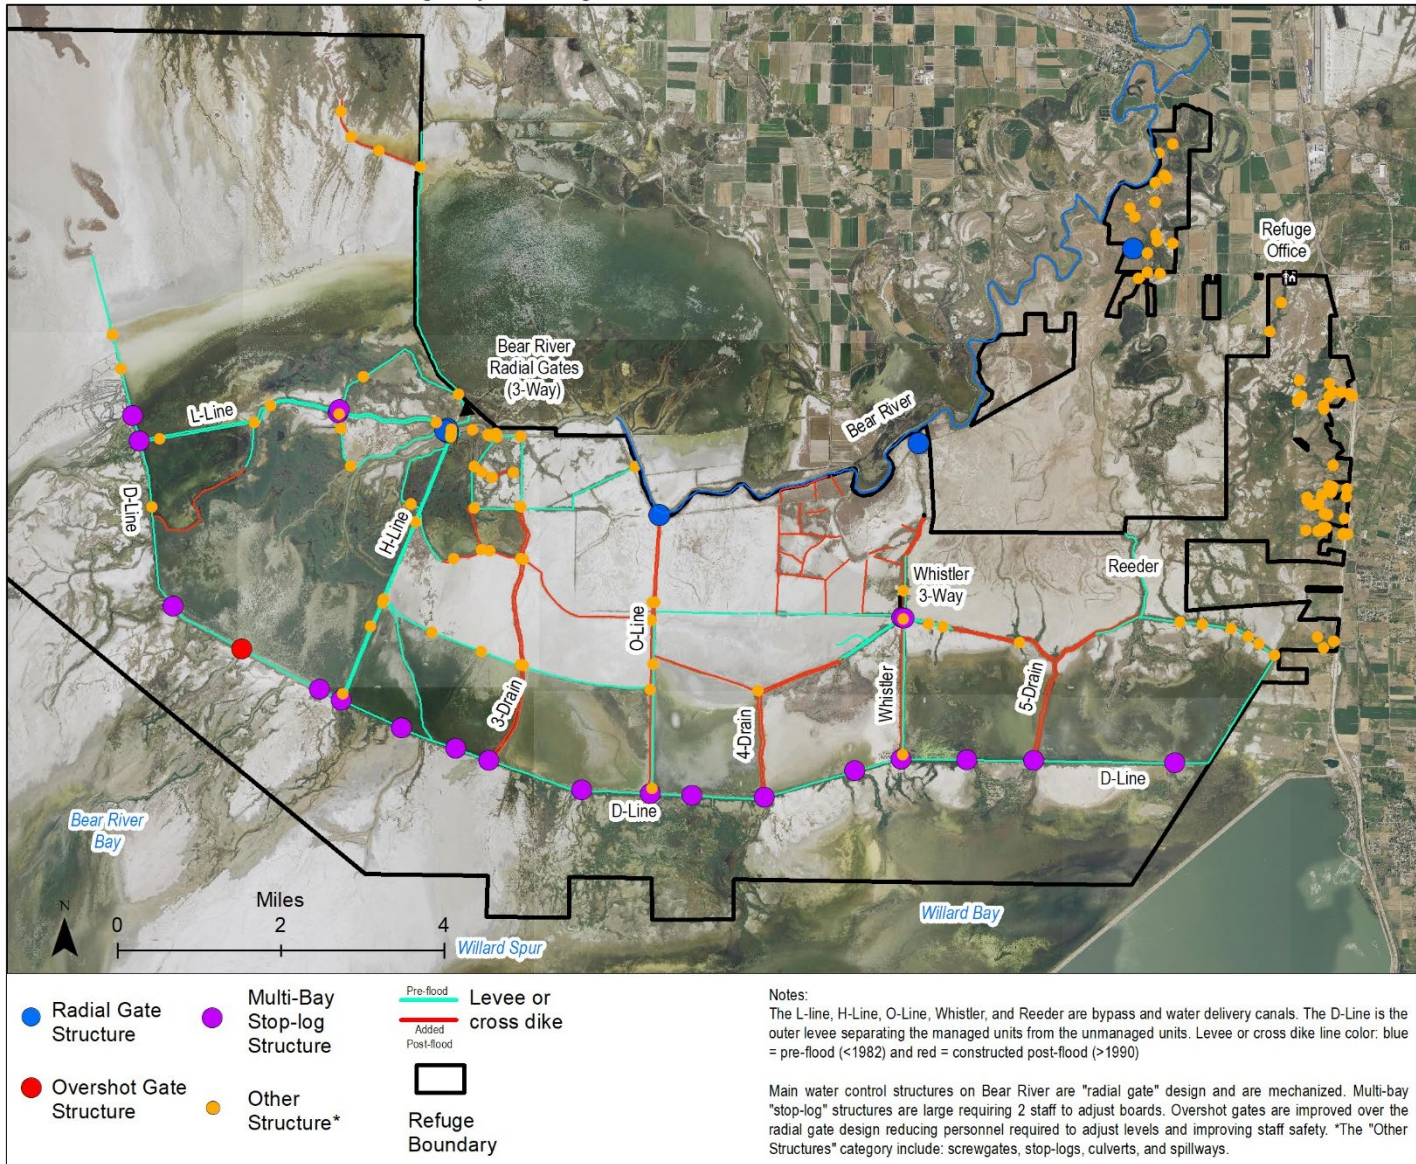 Refuge
Office
Bear River
Radial Gates
(3-Way)
Bear River
L-Line
D-Line
H-Line
Reeder
Whistler
3-Way
O-Line
3-Drain
4-Drain
Whistler
5-Drain
D-Line
D-Line
Bear River
Bay
Miles
N
0 2 4
Willard Spur
Willard Bay
Radial Gate
Structure
Multi-Bay
Stop-log
Structure
Pre-flood
Levee or
cross dike
Added
Post-flood
Overshot Gate
Structure
Other
Structure*
Refuge
Boundary
Notes:
The L-line, H-Line, O-Line, Whistler, and Reeder are bypass and water delivery canals. The D-Line is the
outer levee separating the managed units from the unmanaged units. Levee or cross dike line color: blue
= pre-flood (<1982) and red = constructed post-flood (>1990)
Main water control structures on Bear River are "radial gate" design and are mechanized. Multi-bay
"stop-log" structures are large requiring 2 staff to adjust boards. Overshot gates are improved over the
radial gate design reducing personnel required to adjust levels and improving staff safety. *The "Other
Structures" category include: screwgates, stop-logs, culverts, and spillways.